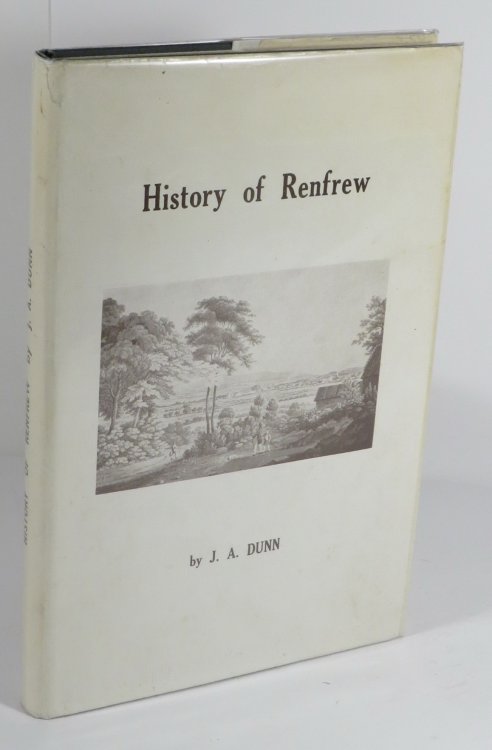 History of Renfrew
by J. A. DUNN
HISTORY OF RENFREW by J. A. DUNN